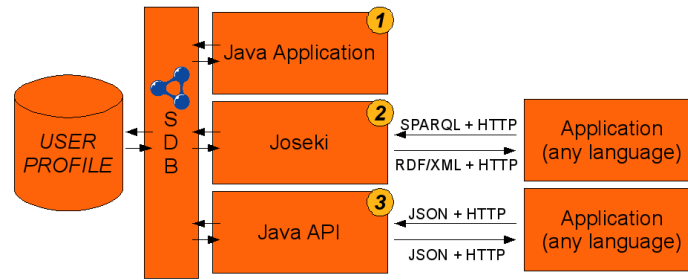 USER
PROFILE
S
D
B
1
Java Application
2
Joseki
SPARQL + HTTP
RDF/XML + HTTP
Application
(any language)
3
Java API
JSON + HTTP
JSON + HTTP
Application
(any language)